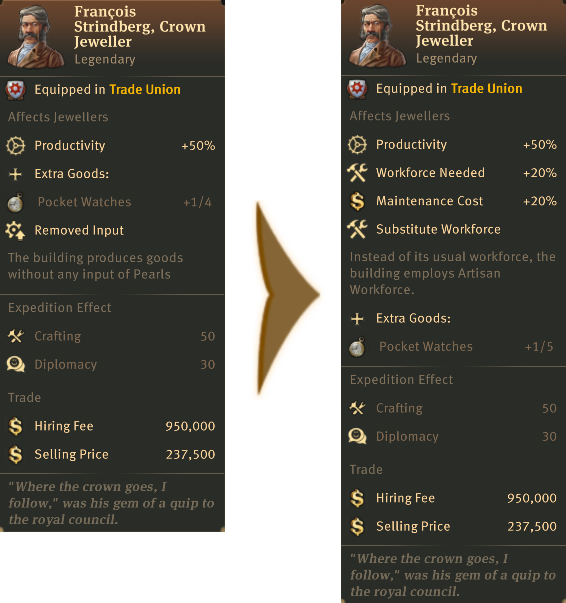 François
Strindberg, Crown
Jeweller
Legendary
Equipped in Trade Union
Affects Jewellers
Productivity +50%
Extra Goods:
Pocket Watches +1/4
Removed Input
The building produces goods
without any input of Pearls
Expedition Effect
Crafting 50
Diplomacy 30
Trade
Hiring Fee 950,000
Selling Price 237,500
"Where the crown goes, I
follow," was his gem of a quip to
the royal council.
François
Strindberg, Crown
Jeweller
Legendary
Equipped in Trade Union
Affects Jewellers
Productivity +50%
Workforce Needed +20%
Maintenance Cost +20%
Substitute Workforce
Instead of its usual workforce, the
building employs Artisan
Workforce.
Extra Goods:
Pocket Watches +1/5
Expedition Effect
Crafting 50
Diplomacy 30
Trade
Hiring Fee 950,000
Selling Price 237,500
"Where the crown goes, I
follow," was his gem of a quip to
the royal council.